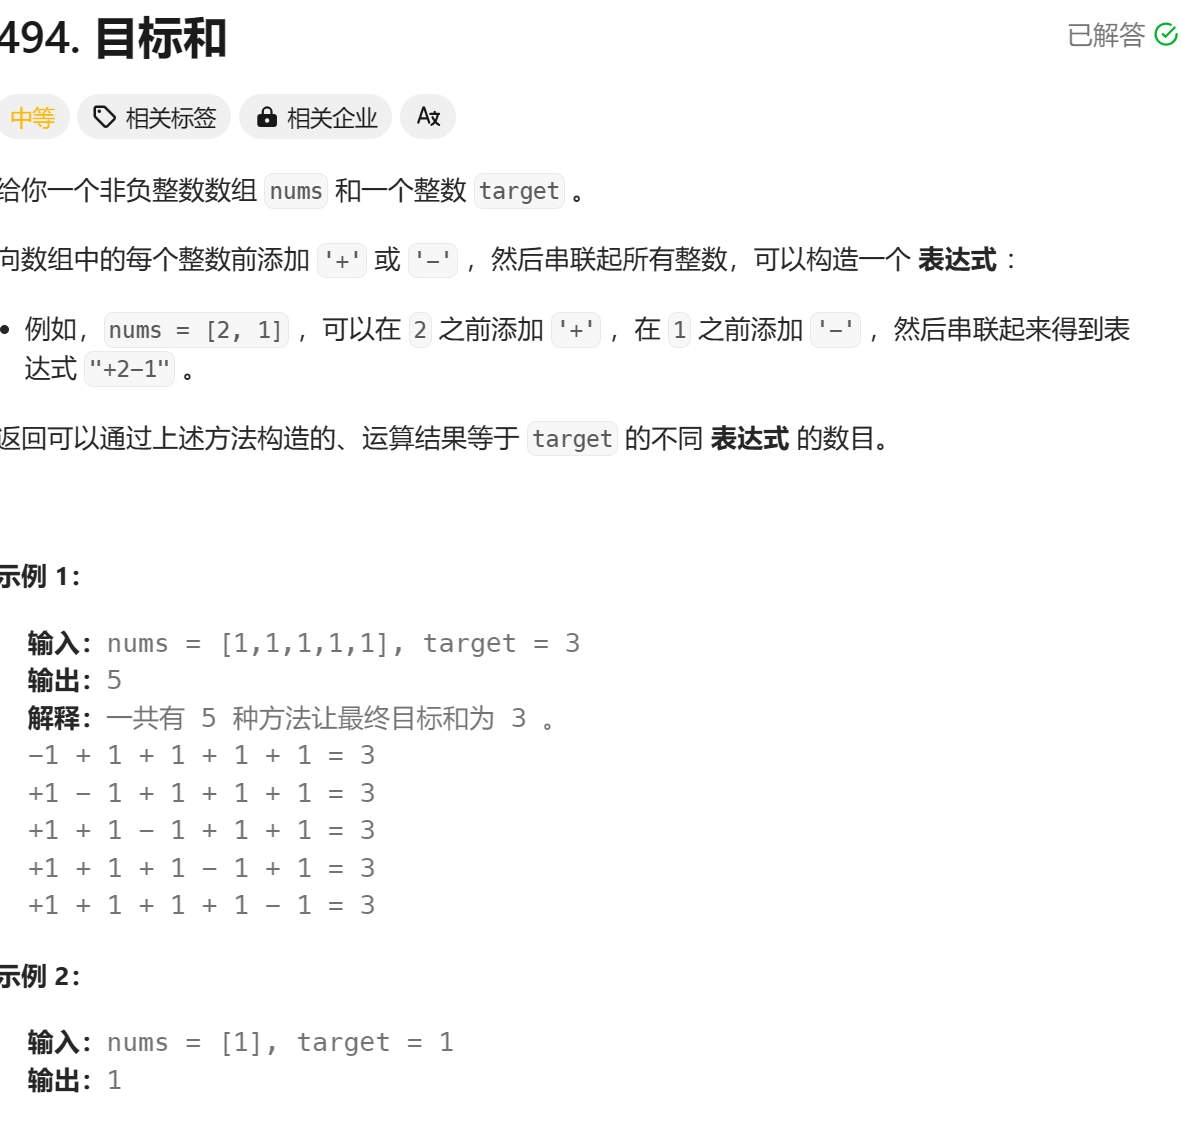 494. 目标和
已解答
中等 相关标签 相关企业
给你一个非负整数数组 nums 和一个整数 target 。
向数组中的每个整数前添加 '+' 或 '-' ，然后串联起所有整数，可以构造一个 表达式 ：
• 例如， nums = [2, 1] ，可以在 2 之前添加 '+' ，在 1 之前添加 '-' ，然后串联起来得到表
达式 "+2-1" 。
返回可以通过上述方法构造的、运算结果等于 target 的不同 表达式 的数目。
示例 1：
输入：nums = [1,1,1,1,1], target = 3
输出：5
解释：一共有 5 种方法让最终目标和为 3 。
-1 + 1 + 1 + 1 + 1 = 3
+1 - 1 + 1 + 1 + 1 = 3
+1 + 1 - 1 + 1 + 1 = 3
+1 + 1 + 1 - 1 + 1 = 3
+1 + 1 + 1 + 1 - 1 = 3
示例 2：
输入：nums = [1], target = 1
输出：1